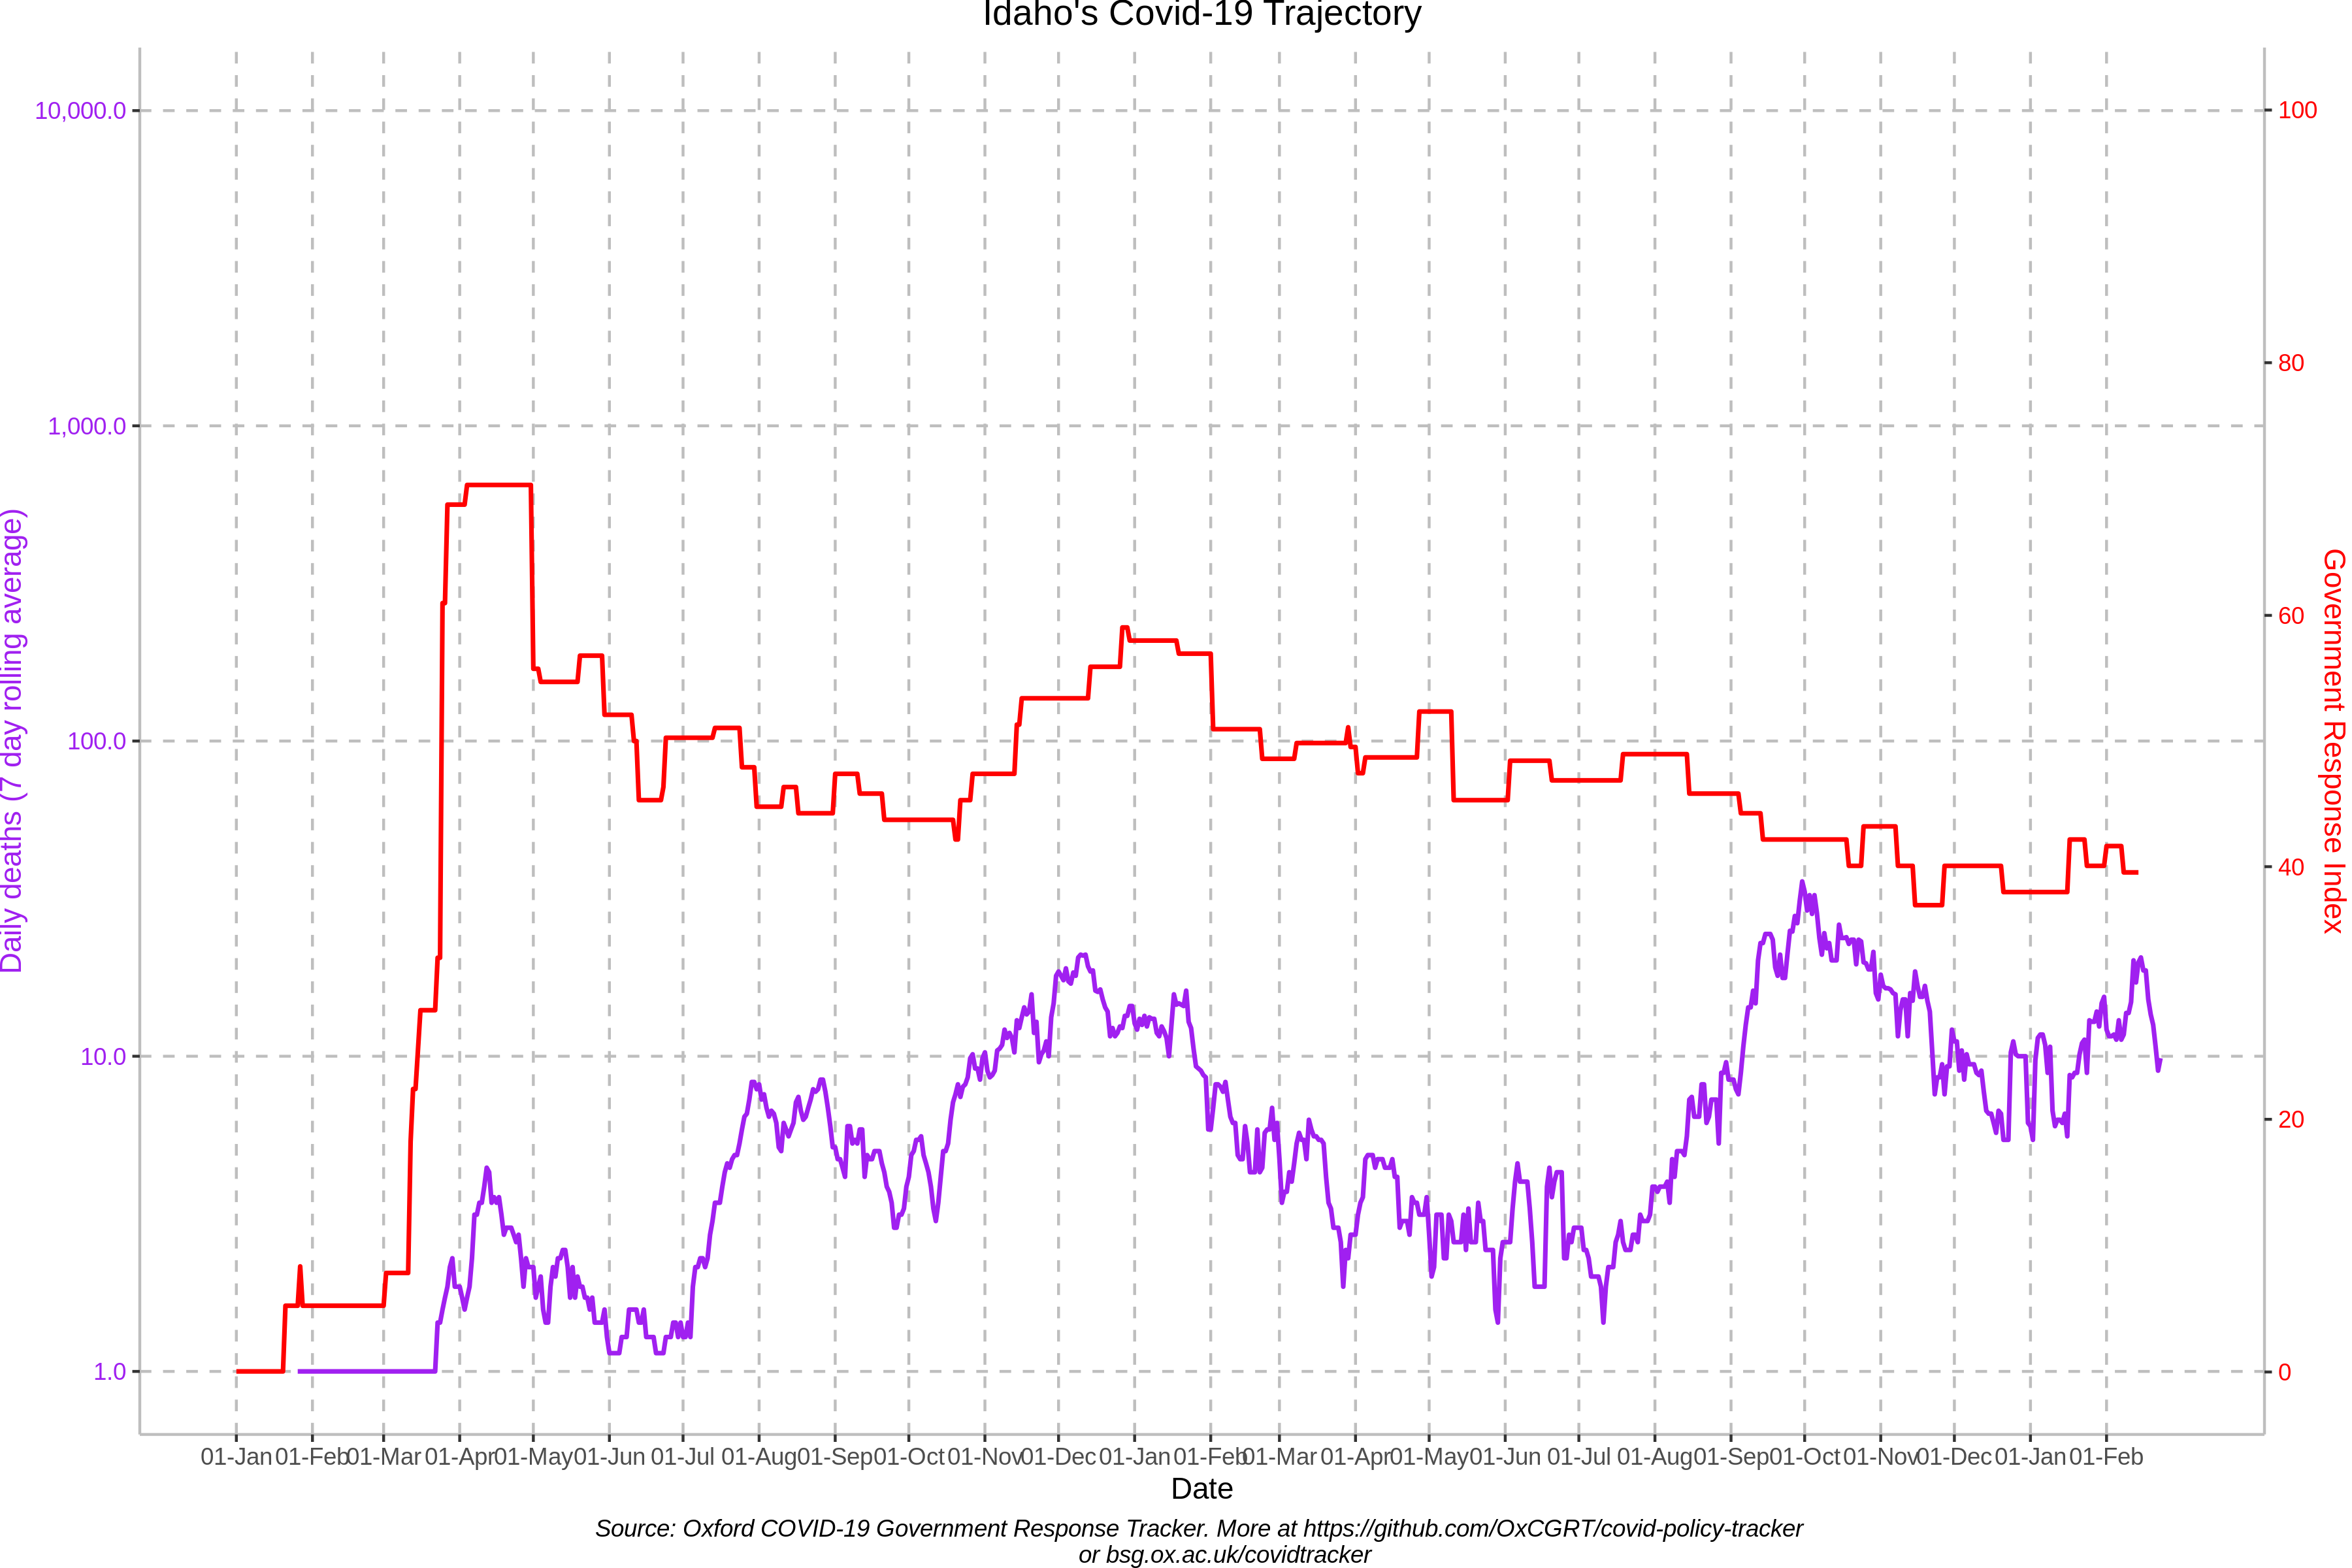 Idaho's Covid-19 Trajectory
10,000.0
1,000.0
100.0
10.0
1.0
Daily deaths (7 day rolling average)
100
80
60
40
20
0
Government Response Index
01-Jan 01-Feb 01-Mar 01-Apr 01-May 01-Jun 01-Jul 01-Aug 01-Sep 01-Oct 01-Nov 01-Dec 01-Jan 01-Feb 01-Mar 01-Apr 01-May 01-Jun 01-Jul 01-Aug 01-Sep 01-Oct 01-Nov 01-Dec 01-Jan 01-Feb
Date
Source: Oxford COVID-19 Government Response Tracker. More at https://github.com/OxCGRT/covid-policy-tracker
or bsg.ox.ac.uk/covidtracker